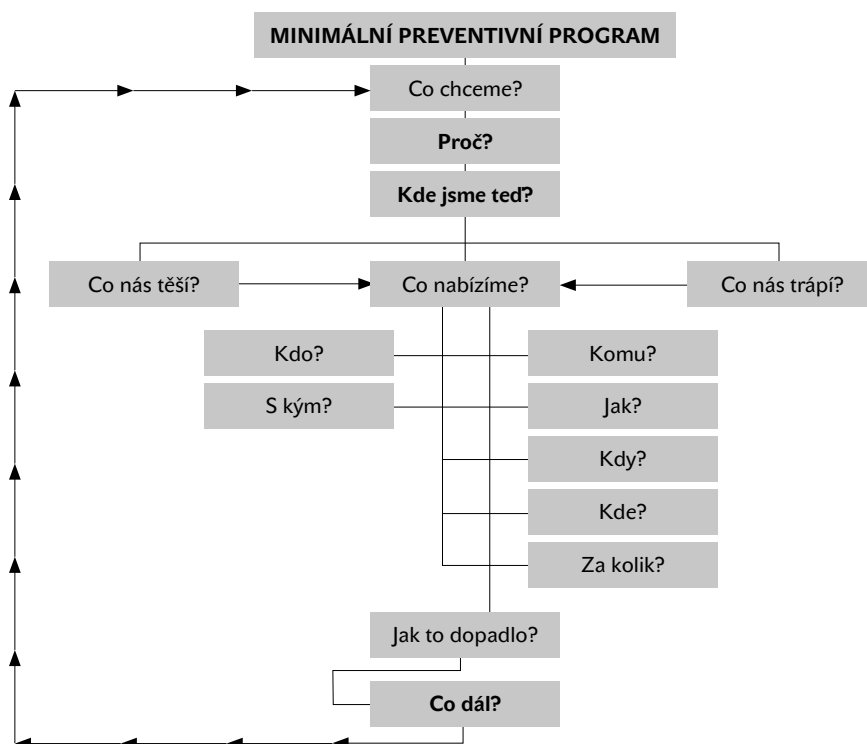 MINIMÁLNÍ PREVENTIVNÍ PROGRAM
Co chceme?
Proč?
Kde jsme teď?
Co nás těší?
Co nabízíme?
Co nás trápí?
Kdo?
Komu?
S kým?
Jak?
Kdy?
Kde?
Za kolik?
Jak to dopadlo?
Co dál?